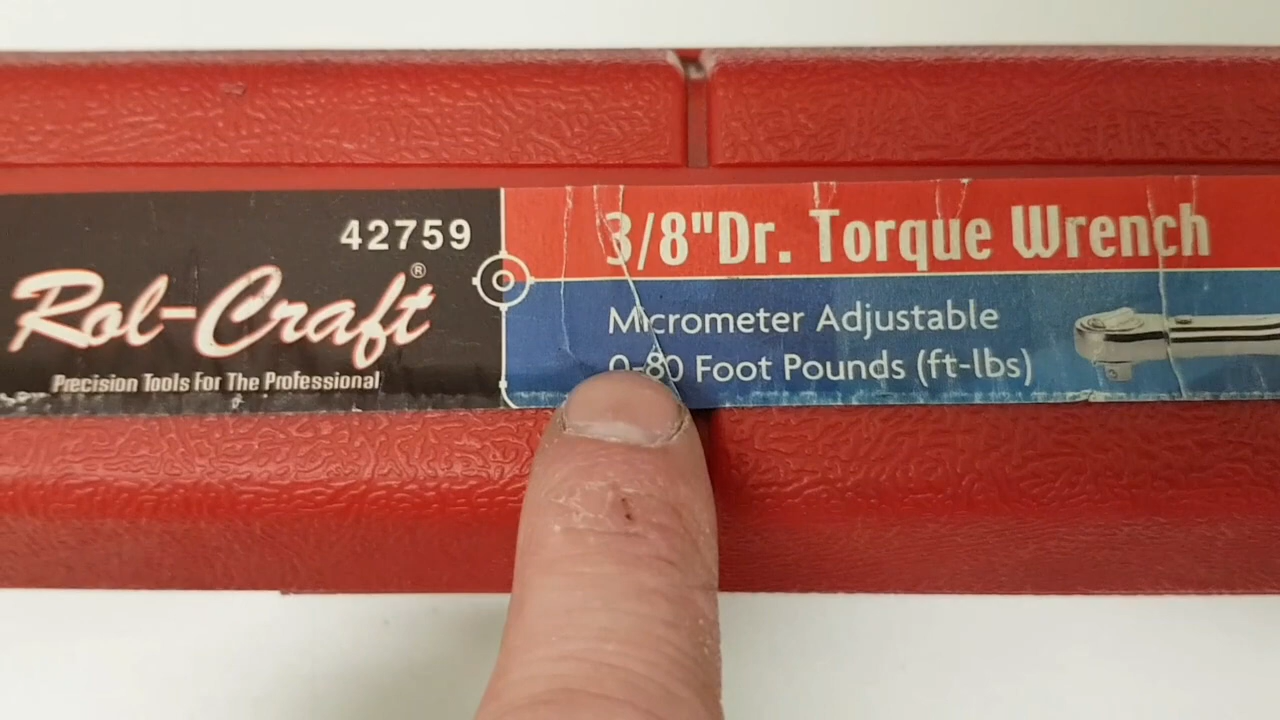 42759
Rol-Craft®
Precision Tools For The Professional
3/8"Dr. Torque Wrench
Micrometer Adjustable
0-80 Foot Pounds (ft-lbs)